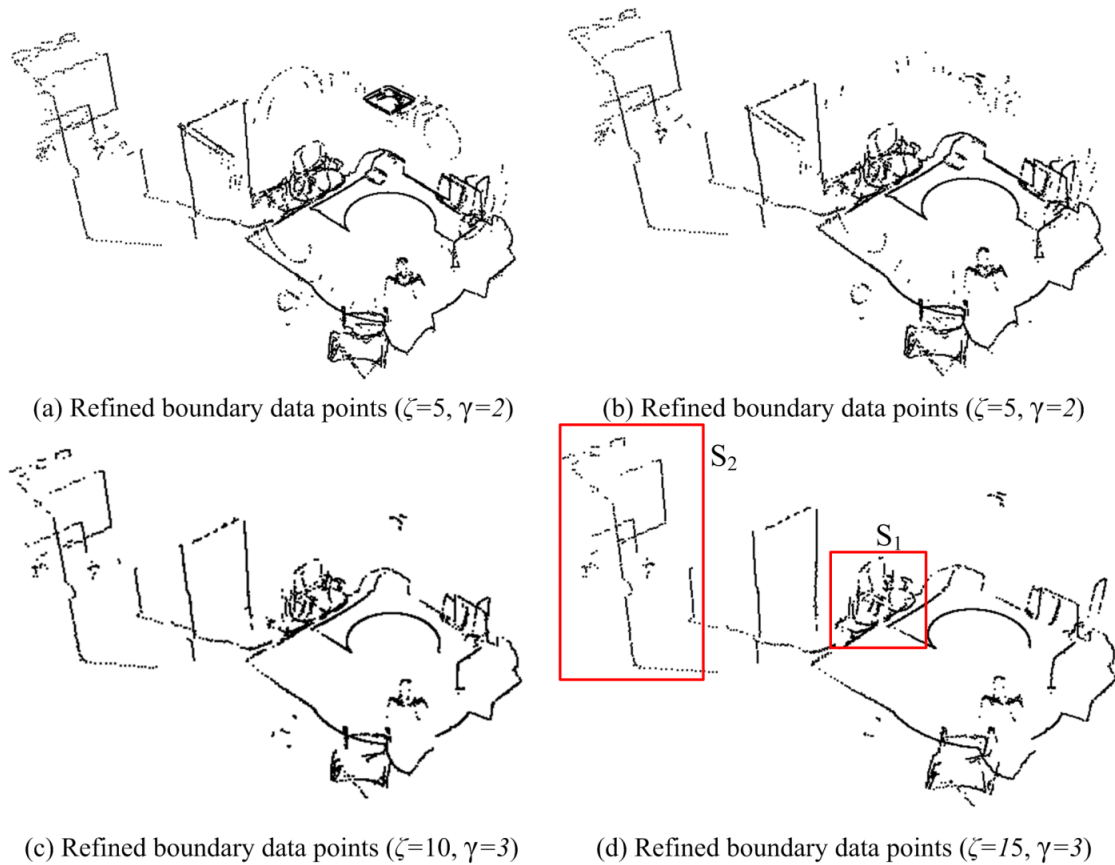 (a) Refined boundary data points (ζ=5, γ=2)
(b) Refined boundary data points (ζ=5, γ=2)
S₂
S₁
(c) Refined boundary data points (ζ=10, γ=3)
(d) Refined boundary data points (ζ=15, γ=3)